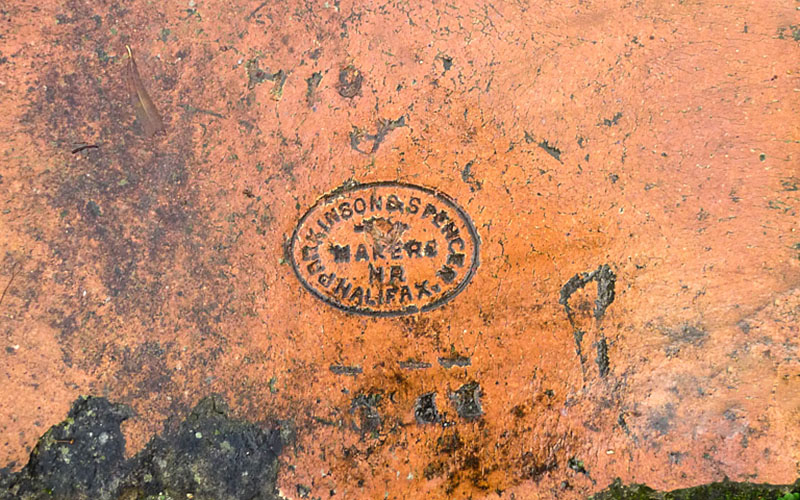 PARKINSON & SPENCER
MAKERS
NR
HALIFAX.